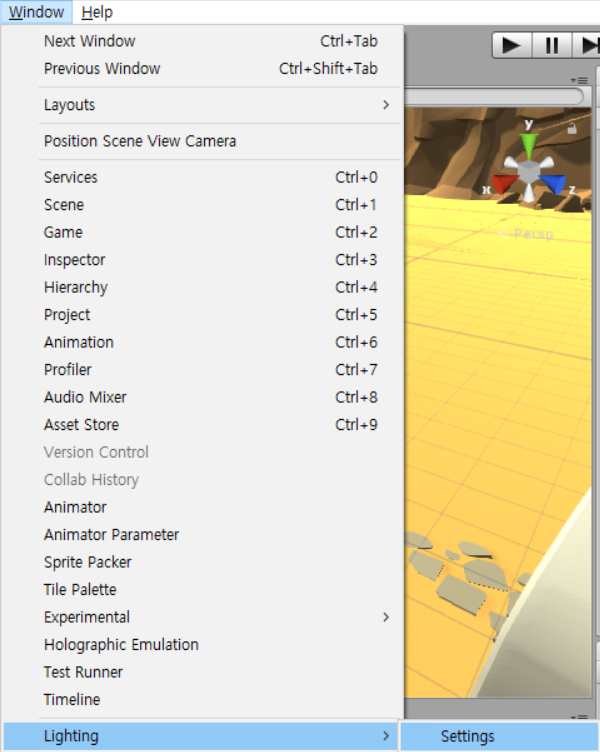 Window Help
Next Window Ctrl+Tab
Previous Window Ctrl+Shift+Tab
Layouts
Position Scene View Camera
Services Ctrl+0
Scene Ctrl+1
Game Ctrl+2
Inspector Ctrl+3
Hierarchy Ctrl+4
Project Ctrl+5
Animation Ctrl+6
Profiler Ctrl+7
Audio Mixer Ctrl+8
Asset Store Ctrl+9
Version Control
Collab History
Animator
Animator Parameter
Sprite Packer
Tile Palette
Experimental
Holographic Emulation
Test Runner
Timeline
Lighting Settings
y
x z
Persp